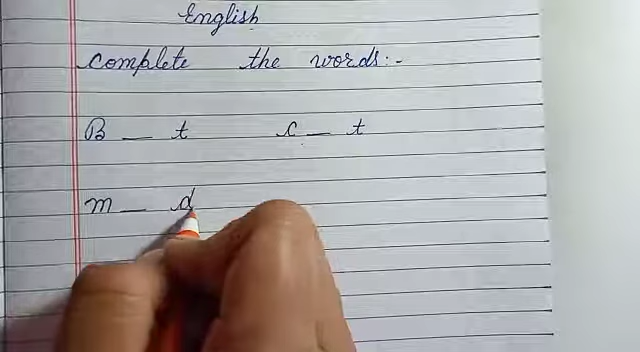 English
complete the words:-
B _ t c _ t
m _ d